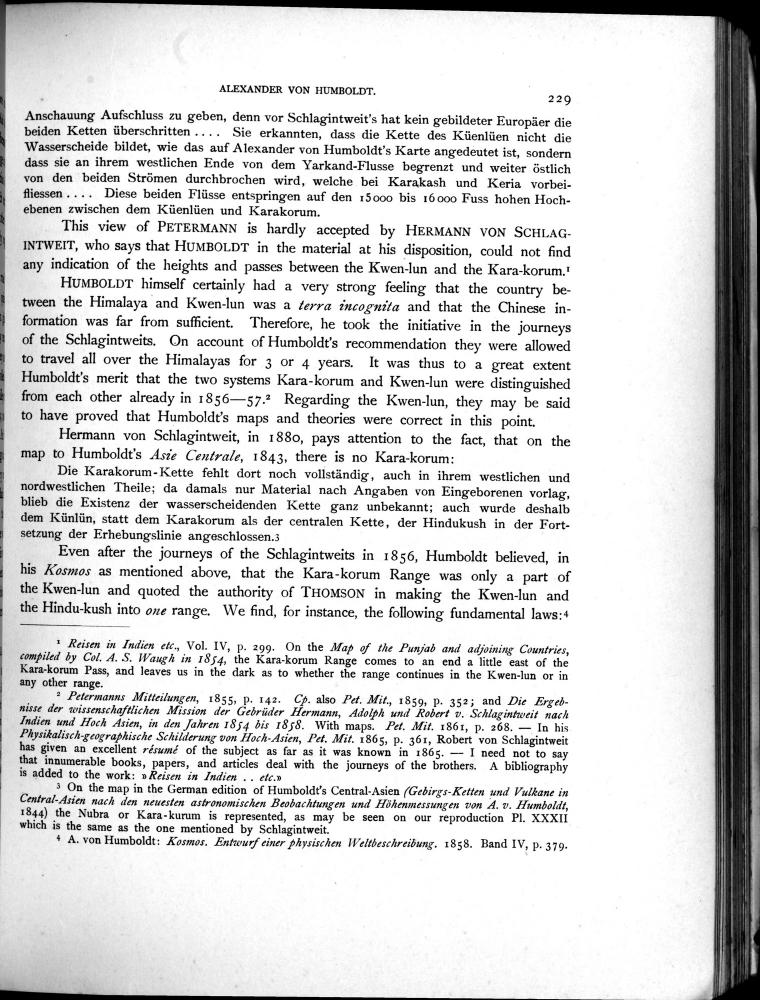 ALEXANDER VON HUMBOLDT.
229
Anschauung Aufschluss zu geben, denn vor Schlagintweit's hat kein gebildeter Europäer die
beiden Ketten überschritten .... Sie erkannten, dass die Kette des Küenlüen nicht die
Wasserscheide bildet, wie das auf Alexander von Humboldt's Karte angedeutet ist, sondern
dass sie an ihrem westlichen Ende von dem Yarkand-Flusse begrenzt und weiter östlich
von den beiden Strömen durchbrochen wird, welche bei Karakash und Keria vorbei-
fliessen .... Diese beiden Flüsse entspringen auf den 15000 bis 16000 Fuss hohen Hoch-
ebenen zwischen dem Küenlüen und Karakorum.
This view of PETERMANN is hardly accepted by HERMANN VON SCHLAG-
INTWEIT, who says that HUMBOLDT in the material at his disposition, could not find
any indication of the heights and passes between the Kwen-lun and the Kara-korum.¹
HUMBOLDT himself certainly had a very strong feeling that the country be-
tween the Himalaya and Kwen-lun was a terra incognita and that the Chinese in-
formation was far from sufficient. Therefore, he took the initiative in the journeys
of the Schlagintweits. On account of Humboldt's recommendation they were allowed
to travel all over the Himalayas for 3 or 4 years. It was thus to a great extent
Humboldt's merit that the two systems Kara-korum and Kwen-lun were distinguished
from each other already in 1856—57.² Regarding the Kwen-lun, they may be said
to have proved that Humboldt's maps and theories were correct in this point.
Hermann von Schlagintweit, in 1880, pays attention to the fact, that on the
map to Humboldt's Asie Centrale, 1843, there is no Kara-korum:
Die Karakorum-Kette fehlt dort noch vollständig, auch in ihrem westlichen und
nordwestlichen Theile; da damals nur Material nach Angaben von Eingeborenen vorlag,
blieb die Existenz der wasserscheidenden Kette ganz unbekannt; auch wurde deshalb
dem Künlün, statt dem Karakorum als der centralen Kette, der Hindukush in der Fort-
setzung der Erhebungslinie angeschlossen.³
Even after the journeys of the Schlagintweits in 1856, Humboldt believed, in
his Kosmos as mentioned above, that the Kara-korum Range was only a part of
the Kwen-lun and quoted the authority of THOMSON in making the Kwen-lun and
the Hindu-kush into one range. We find, for instance, the following fundamental laws:⁴
¹ Reisen in Indien etc., Vol. IV, p. 299. On the Map of the Punjab and adjoining Countries,
compiled by Col. A. S. Waugh in 1854, the Kara-korum Range comes to an end a little east of the
Kara-korum Pass, and leaves us in the dark as to whether the range continues in the Kwen-lun or in
any other range.
² Petermanns Mitteilungen, 1855, p. 142. Cp. also Pet. Mit., 1859, p. 352; and Die Ergeb-
nisse der wissenschaftlichen Mission der Gebrüder Hermann, Adolph und Robert v. Schlagintweit nach
Indien und Hoch Asien, in den Jahren 1854 bis 1858. With maps. Pet. Mit. 1861, p. 268. — In his
Physikalisch-geographische Schilderung von Hoch-Asien, Pet. Mit. 1865, p. 361, Robert von Schlagintweit
has given an excellent résumé of the subject as far as it was known in 1865. — I need not to say
that innumerable books, papers, and articles deal with the journeys of the brothers. A bibliography
is added to the work: »Reisen in Indien .. etc.»
³ On the map in the German edition of Humboldt's Central-Asien (Gebirgs-Ketten und Vulkane in
Central-Asien nach den neuesten astronomischen Beobachtungen und Höhenmessungen von A. v. Humboldt,
1844) the Nubra or Kara-kurum is represented, as may be seen on our reproduction Pl. XXXII
which is the same as the one mentioned by Schlagintweit.
⁴ A. von Humboldt: Kosmos. Entwurf einer physischen Weltbeschreibung. 1858. Band IV, p. 379.